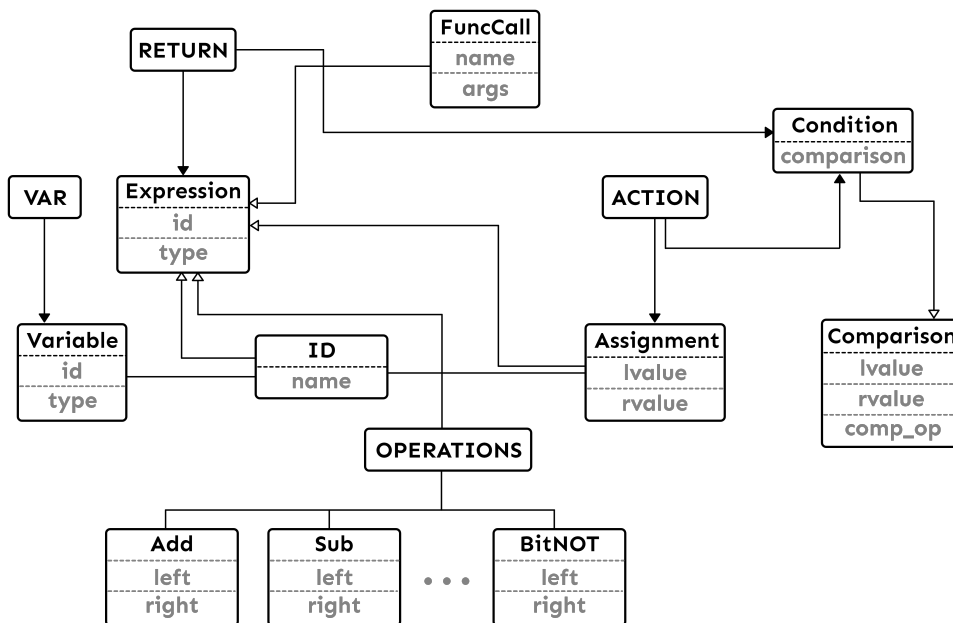 FuncCall
name
args
RETURN
Condition
comparison
VAR
Expression
id
type
ACTION
Variable
id
type
ID
name
Assignment
lvalue
rvalue
Comparison
lvalue
rvalue
comp_op
OPERATIONS
Add
left
right
Sub
left
right
BitNOT
left
right